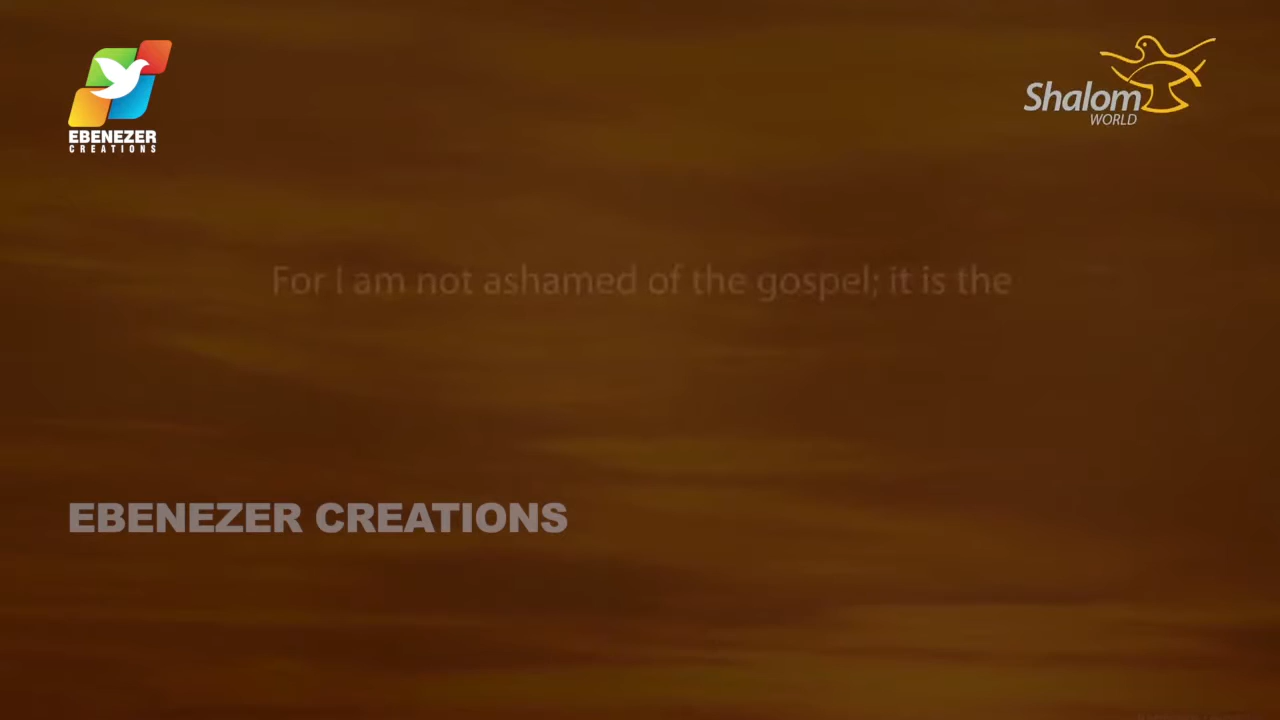 EBENEZER
CREATIONS
Shalom
WORLD
For I am not ashamed of the gospel; it is the
EBENEZER CREATIONS